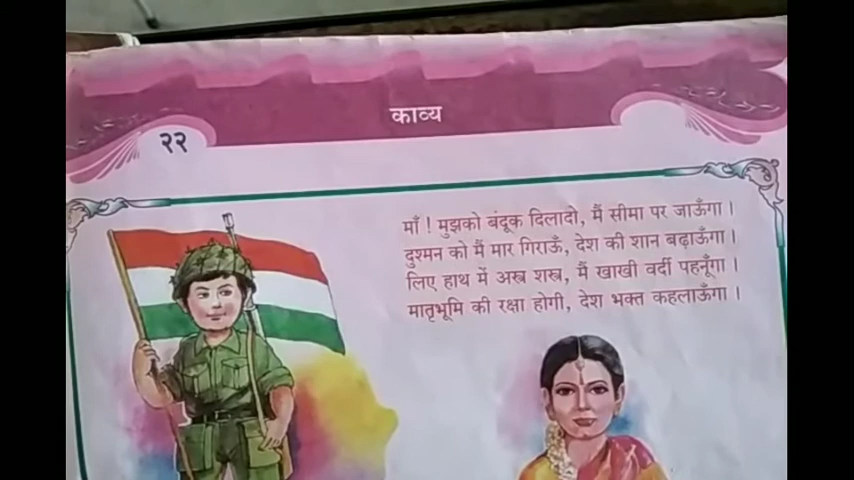 काव्य
२२
माँ ! मुझको बंदूक दिलादो, मैं सीमा पर जाऊँगा ।
दुश्मन को मैं मार गिराऊँ, देश की शान बढ़ाऊँगा ।
लिए हाथ में अस्त्र शस्त्र, मैं खाखी वर्दी पहनूँगा ।
मातृभूमि की रक्षा होगी, देश भक्त कहलाऊँगा ।